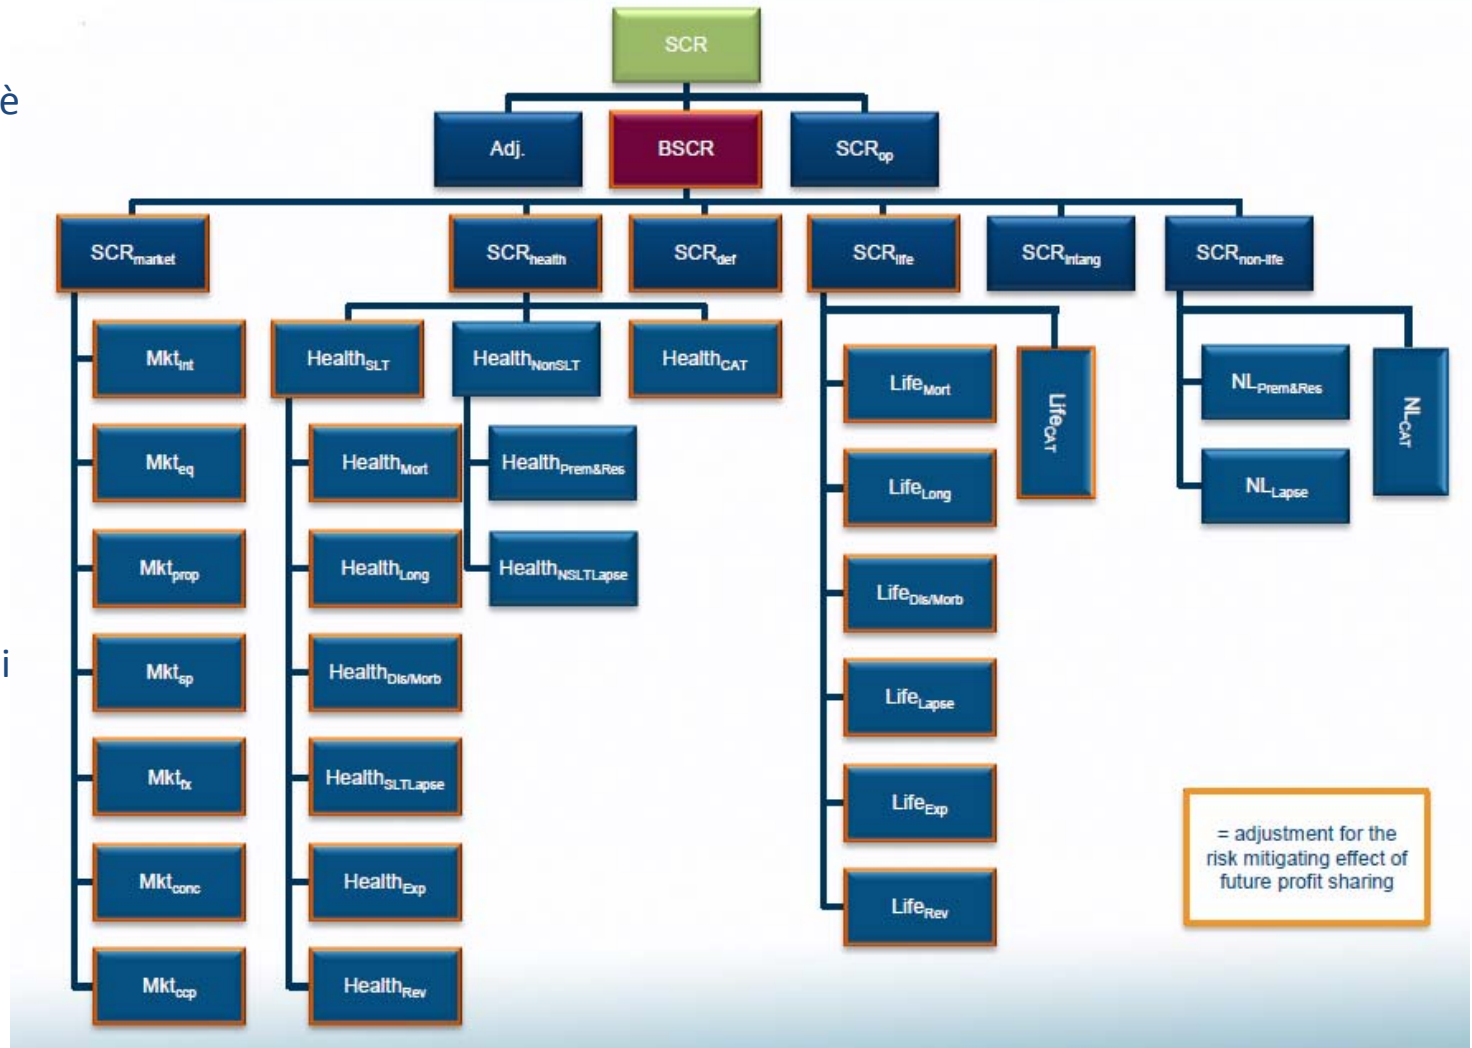 SCR
è
Adj.
BSCR
SCRop
SCRmarket
SCRhealth
SCRdef
SCRlife
SCRintang
SCRnon-life
MktInt
Mkteq
Mktprop
Mktsp
Mktfx
Mktconc
Mktccp
HealthSLT
HealthNonSLT
HealthCAT
HealthMort
HealthLong
HealthDis/Morb
HealthSLTLapse
HealthExp
HealthRev
HealthPrem&Res
HealthNSLTLapse
LifeMort
LifeLong
LifeDis/Morb
LifeLapse
LifeExp
LifeRev
LifeCAT
NLPrem&Res
NLLapse
NLCAT
i
= adjustment for the
risk mitigating effect of
future profit sharing